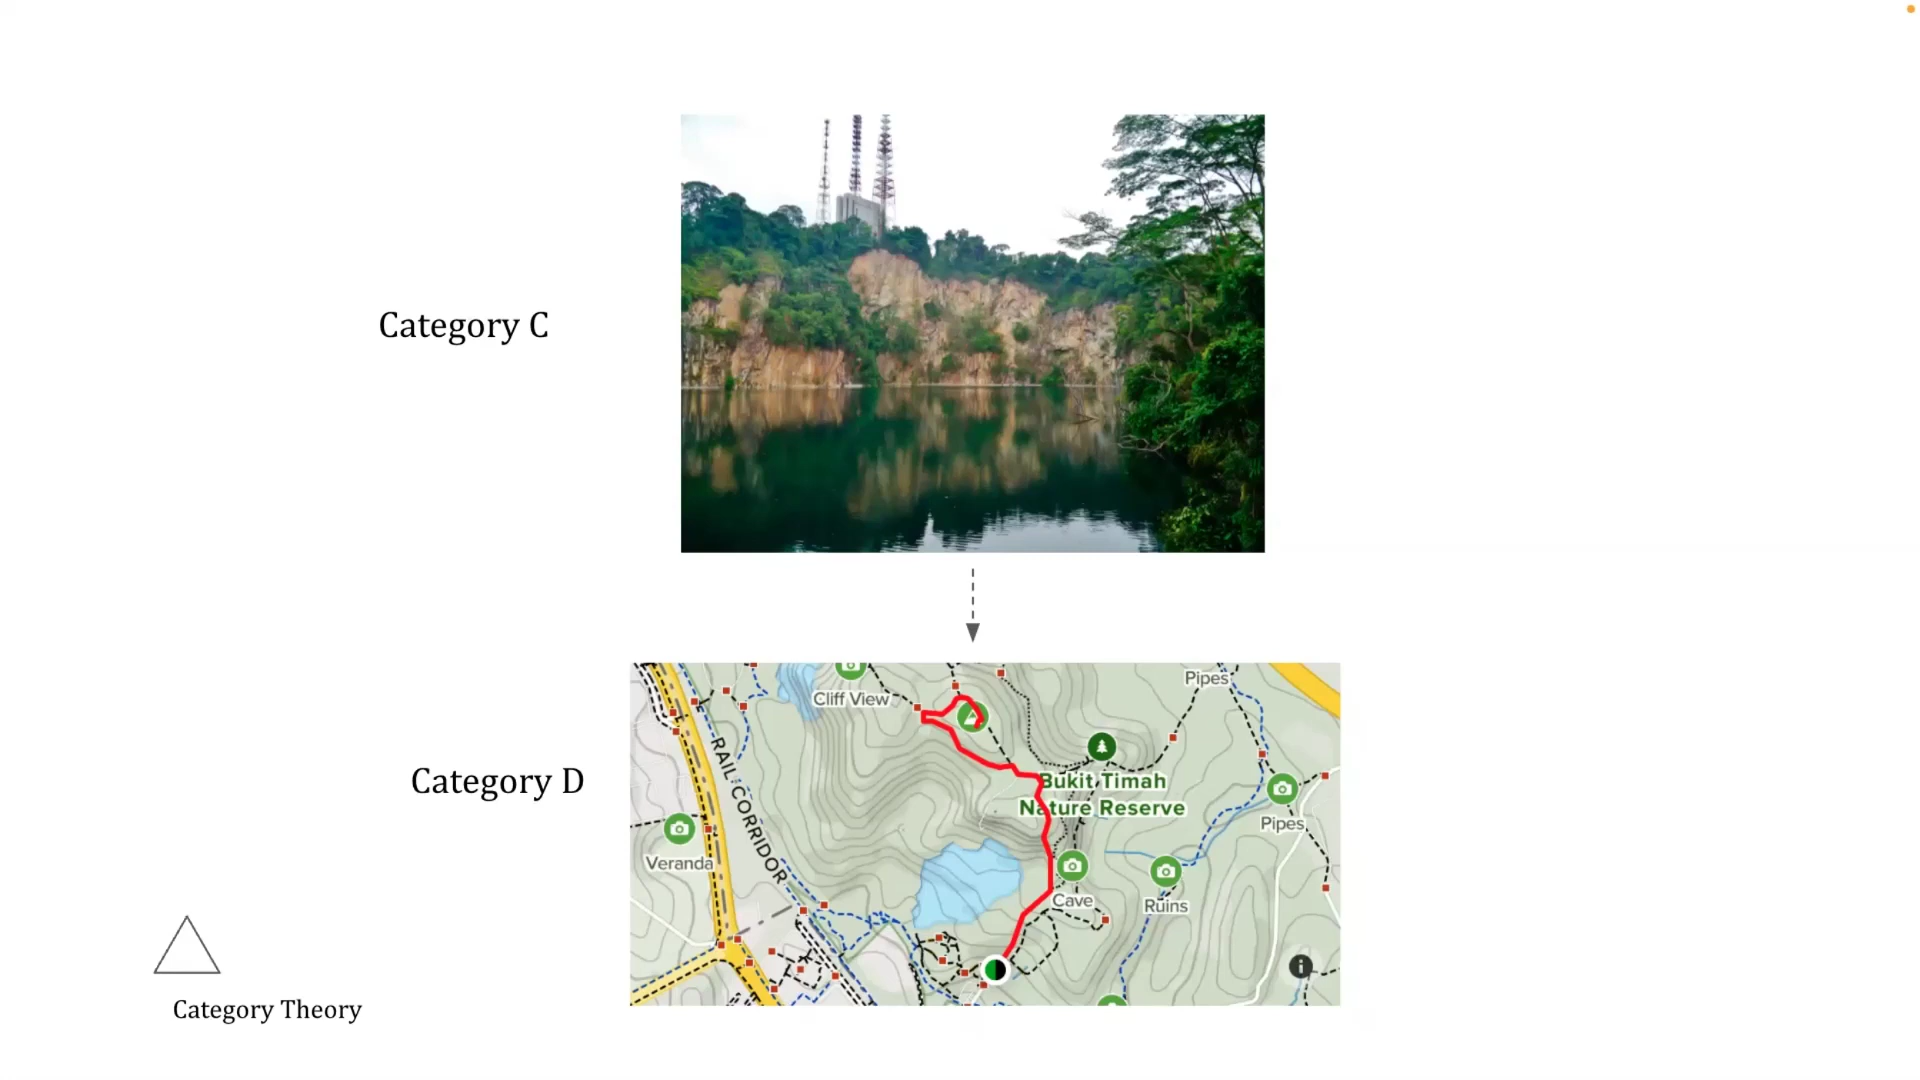 Category C
Category D
Cliff View
Pipes
RAIL CORRIDOR
Bukit Timah
Nature Reserve
Pipes
Veranda
Cave
Ruins
Category Theory